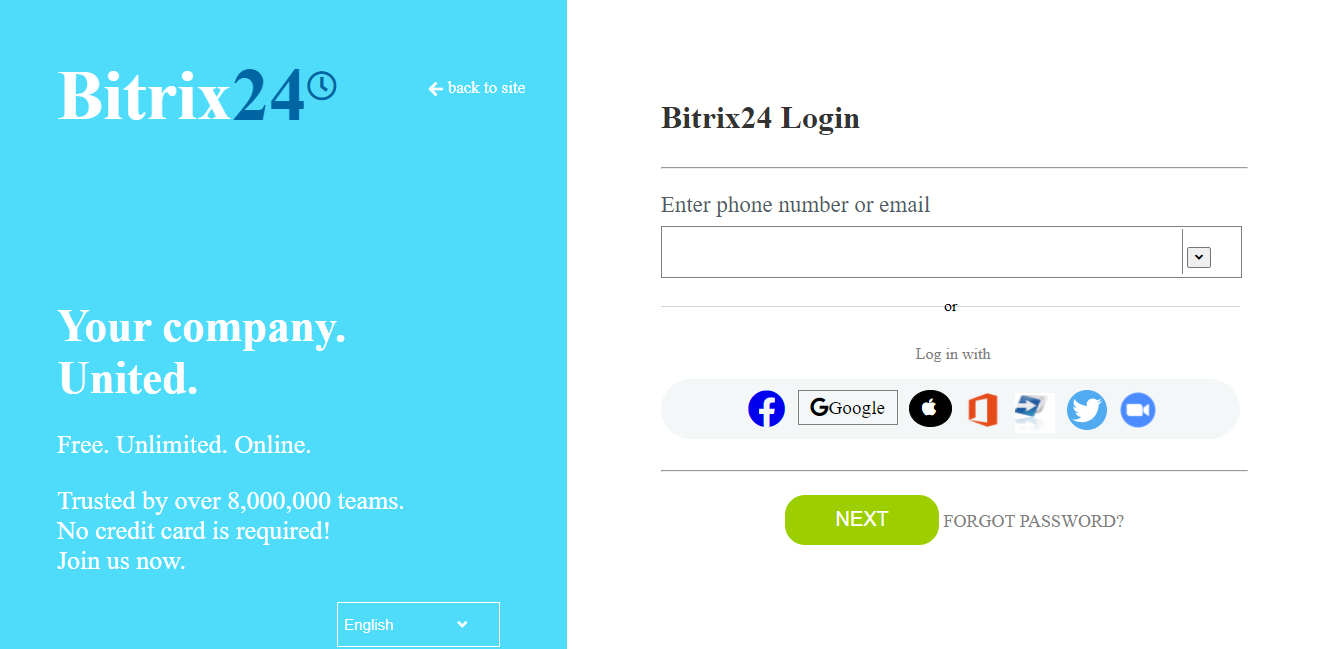 Bitrix24
back to site
Your company.
United.
Free. Unlimited. Online.
Trusted by over 8,000,000 teams.
No credit card is required!
Join us now.
English
Bitrix24 Login
Enter phone number or email
or
Log in with
Google
NEXT FORGOT PASSWORD?